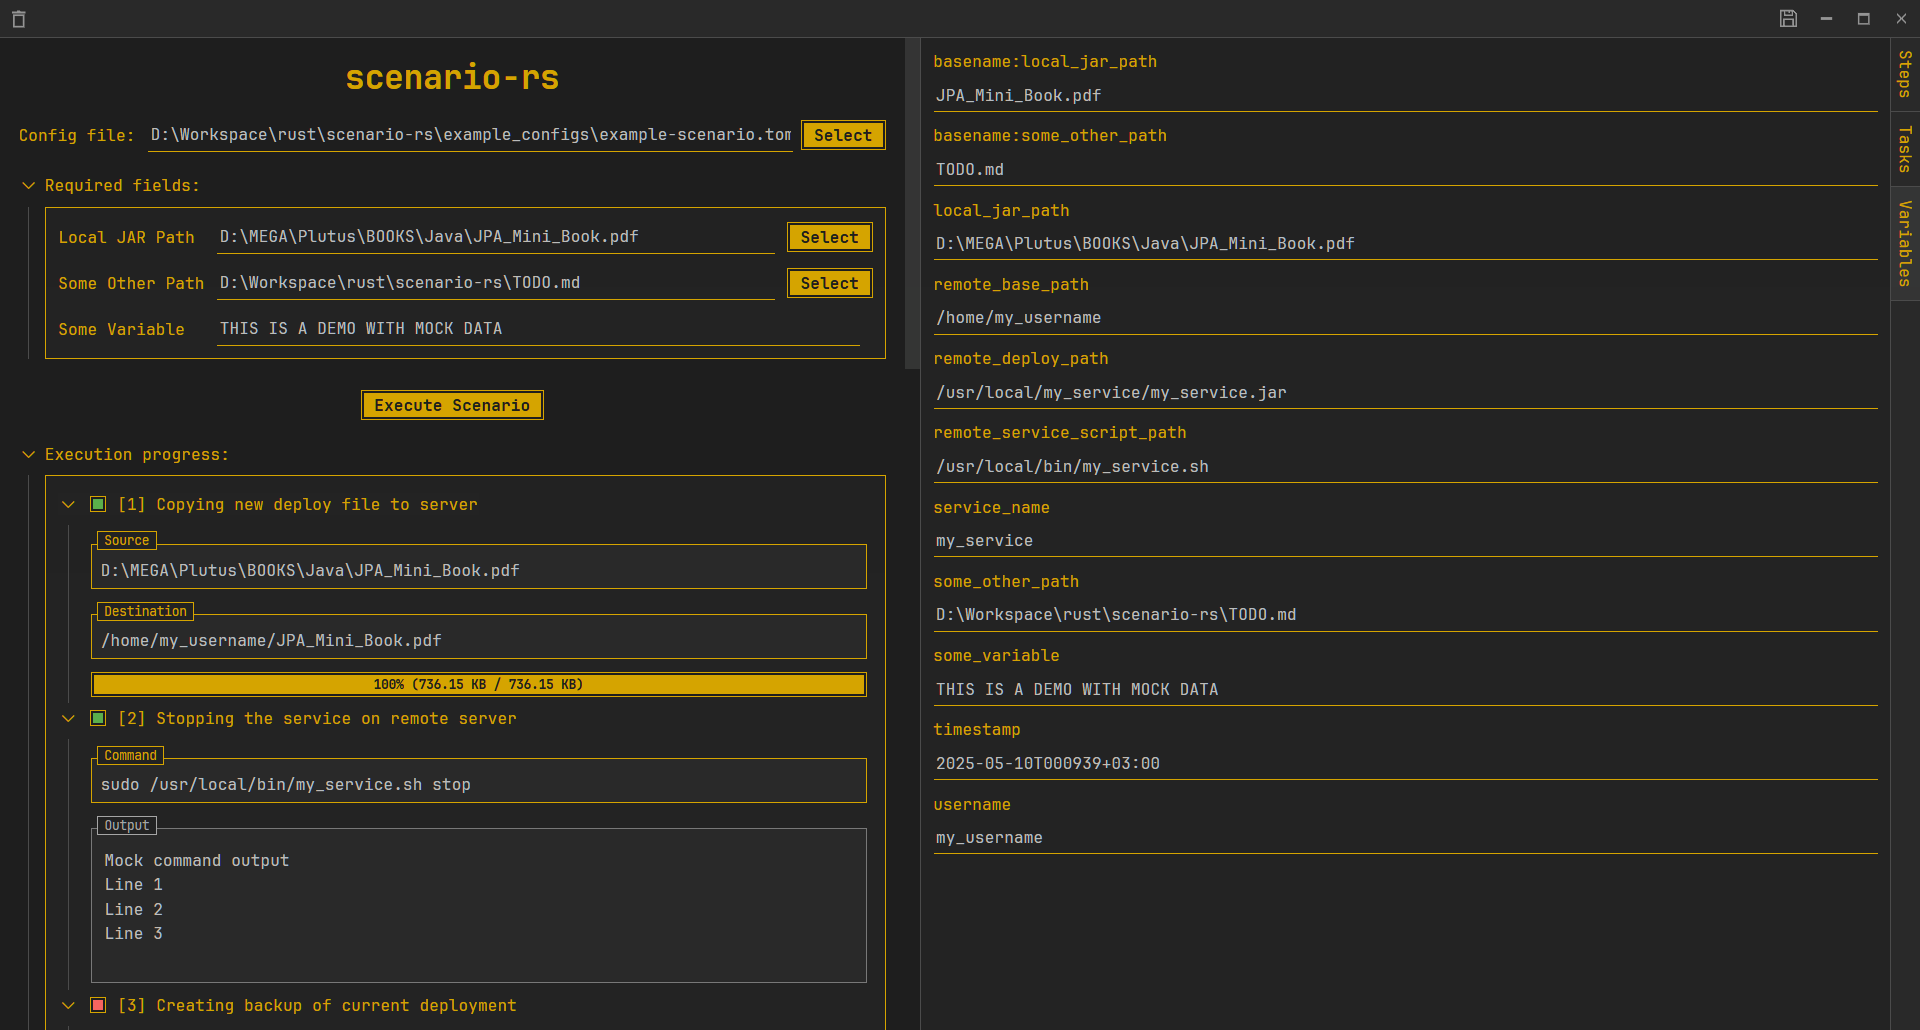 scenario-rs
Config file: D:\Workspace\rust\scenario-rs\example_configs\example-scenario.tom Select
Required fields:
Local JAR Path D:\MEGA\Plutus\BOOKS\Java\JPA_Mini_Book.pdf Select
Some Other Path D:\Workspace\rust\scenario-rs\TODO.md Select
Some Variable THIS IS A DEMO WITH MOCK DATA
Execute Scenario
Execution progress:
[1] Copying new deploy file to server
Source
D:\MEGA\Plutus\BOOKS\Java\JPA_Mini_Book.pdf
Destination
/home/my_username/JPA_Mini_Book.pdf
100% (736.15 KB / 736.15 KB)
[2] Stopping the service on remote server
Command
sudo /usr/local/bin/my_service.sh stop
Output
Mock command output
Line 1
Line 2
Line 3
[3] Creating backup of current deployment
basename:local_jar_path
JPA_Mini_Book.pdf
basename:some_other_path
TODO.md
local_jar_path
D:\MEGA\Plutus\BOOKS\Java\JPA_Mini_Book.pdf
remote_base_path
/home/my_username
remote_deploy_path
/usr/local/my_service/my_service.jar
remote_service_script_path
/usr/local/bin/my_service.sh
service_name
my_service
some_other_path
D:\Workspace\rust\scenario-rs\TODO.md
some_variable
THIS IS A DEMO WITH MOCK DATA
timestamp
2025-05-10T000939+03:00
username
my_username
Steps
Tasks
Variables